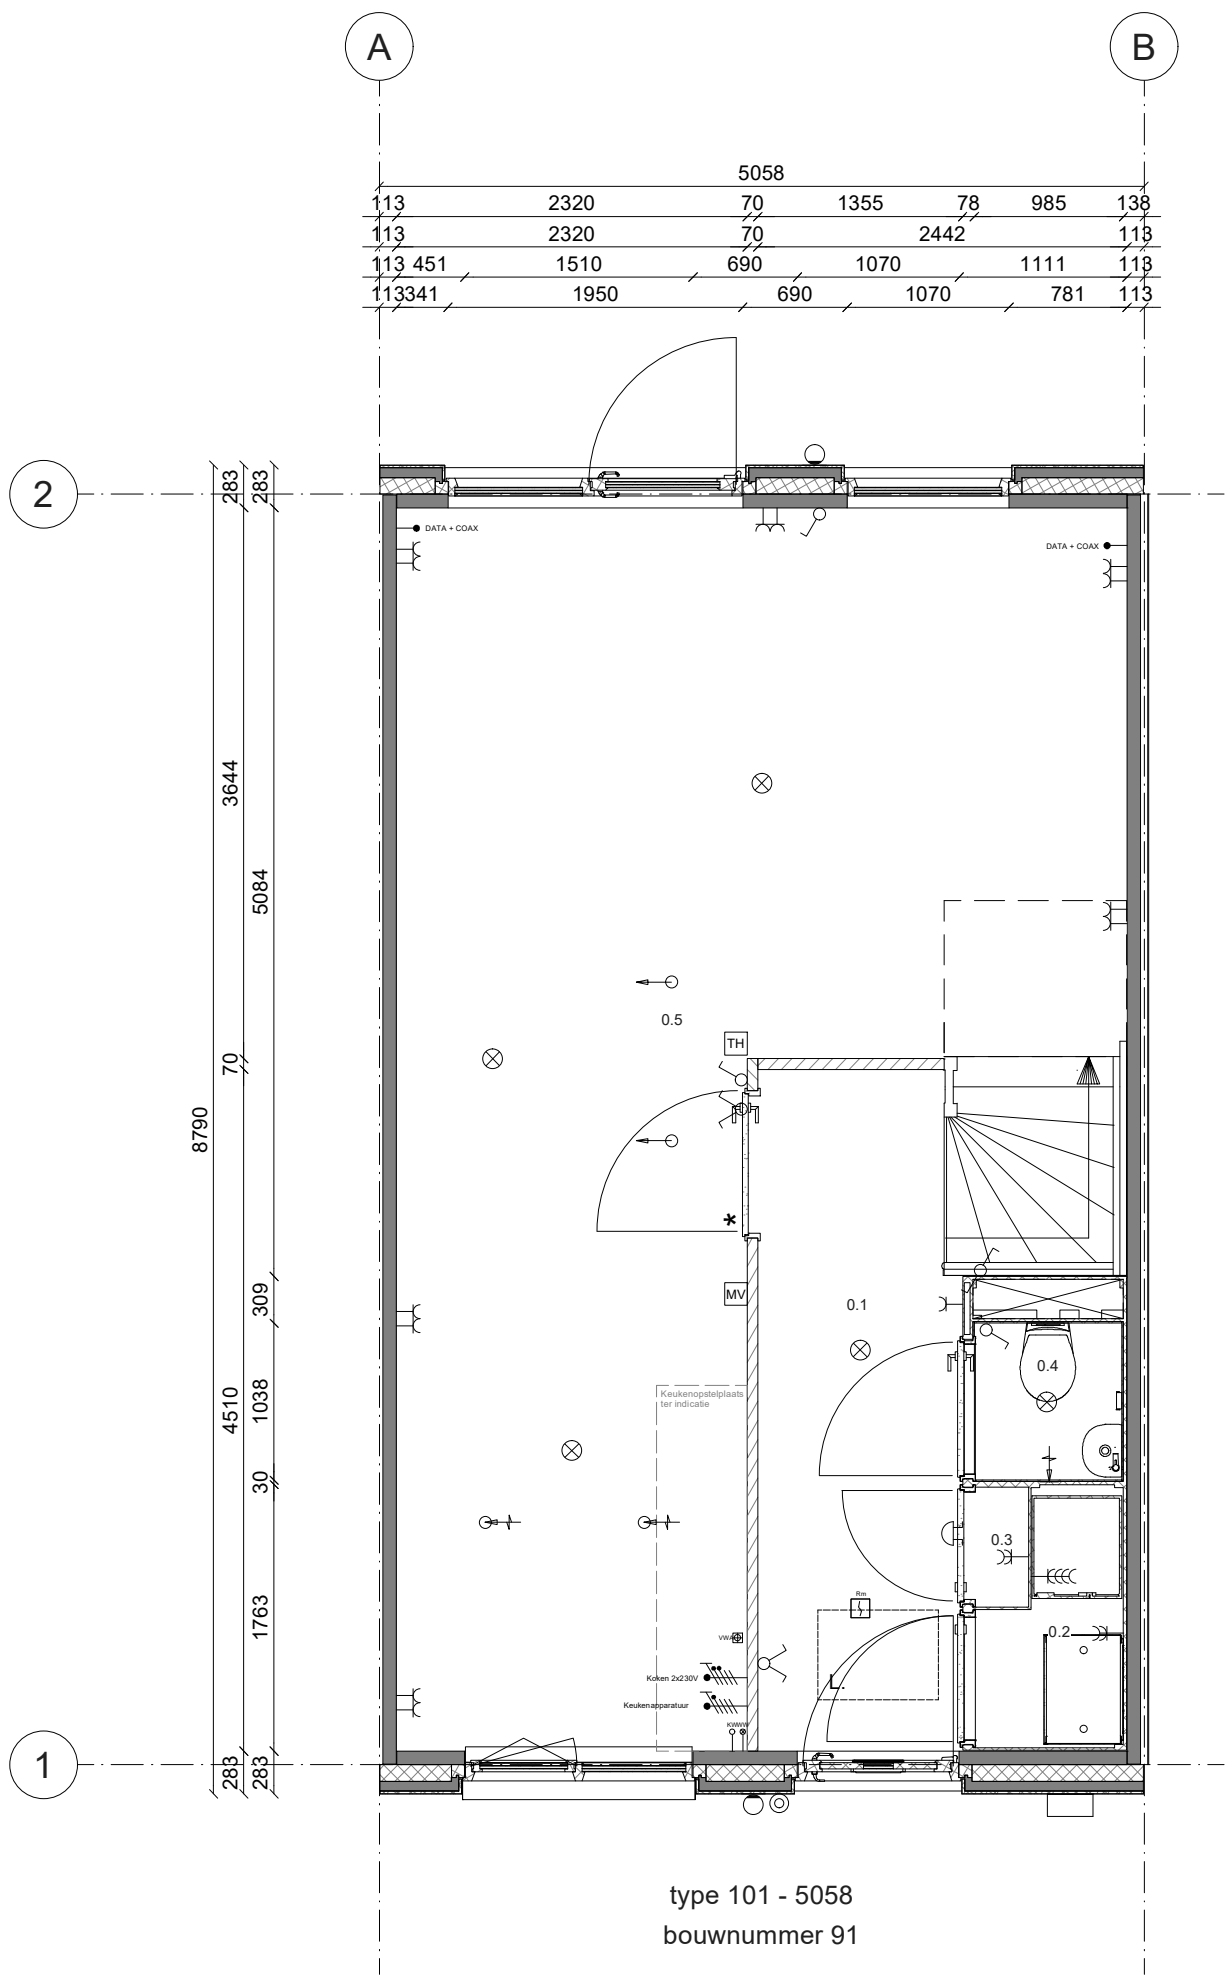 A
B
5058
113 2320 70 1355 78 985 138
113 2320 70 2442 113
113 451 1510 690 1070 1111 113
113 341 1950 690 1070 781 113
2
283
283
DATA + COAX
DATA + COAX
3644
5084
0.5
TH
70
8790
*
MV
309
0.1
0.4
1038
4510
Keukenopstelplaats
ter indicatie
30
0.3
Rm
1763
0.2
Koken 2x230V
L.
Keukenapparatuur
1
283
283
type 101 - 5058
bouwnummer 91